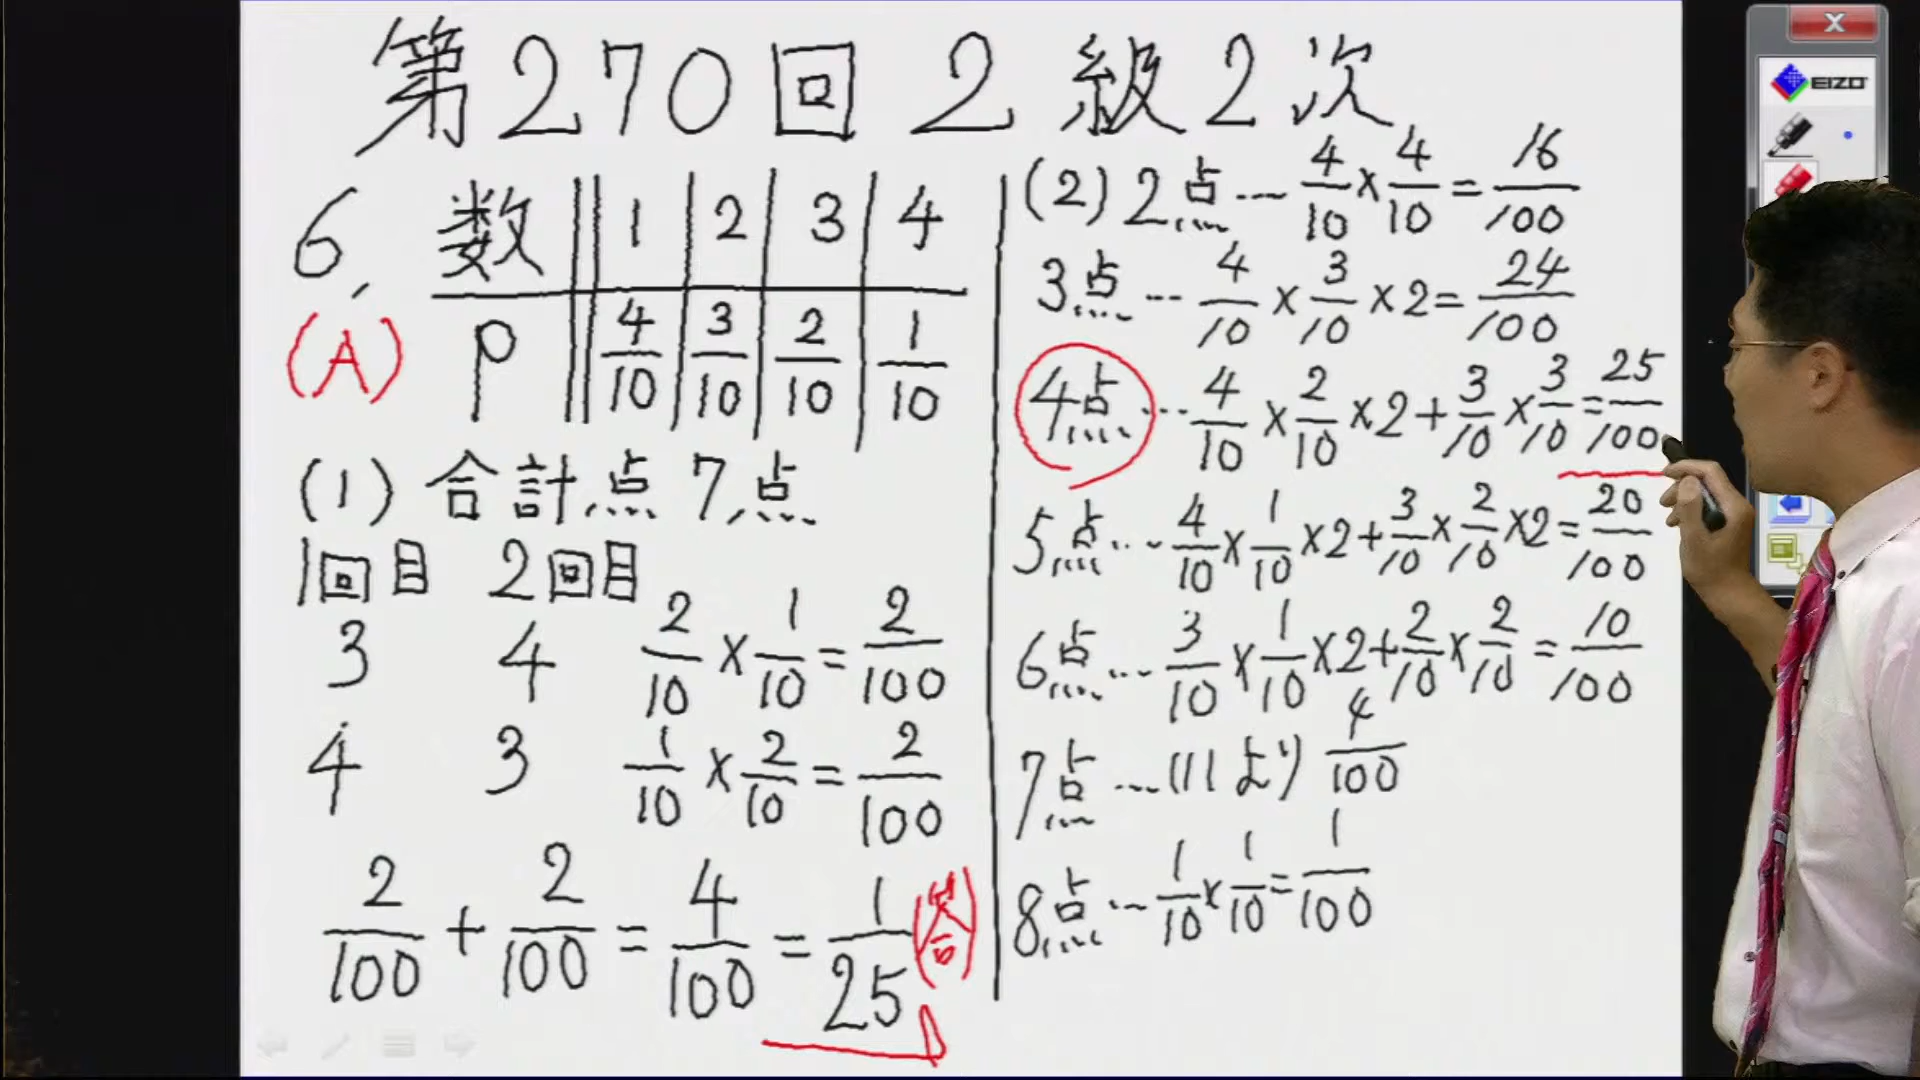 第270回2級2次
6, 数 1 2 3 4
(A) P 4/10 3/10 2/10 1/10
(1) 合計点7点
1回目 2回目
3 4 2/10×1/10=2/100
4 3 1/10×2/10=2/100
2/100+2/100=4/100=1/25 (答)
(2) 2点…4/10×4/10=16/100
3点…4/10×3/10×2=24/100
4点…4/10×2/10×2+3/10×3/10=25/100
5点…4/10×1/10×2+3/10×2/10×2=20/100
6点…3/10×1/10×2+2/10×2/10=10/100
7点…(1)より4/100
8点…1/10×1/10=1/100
X
EIZO